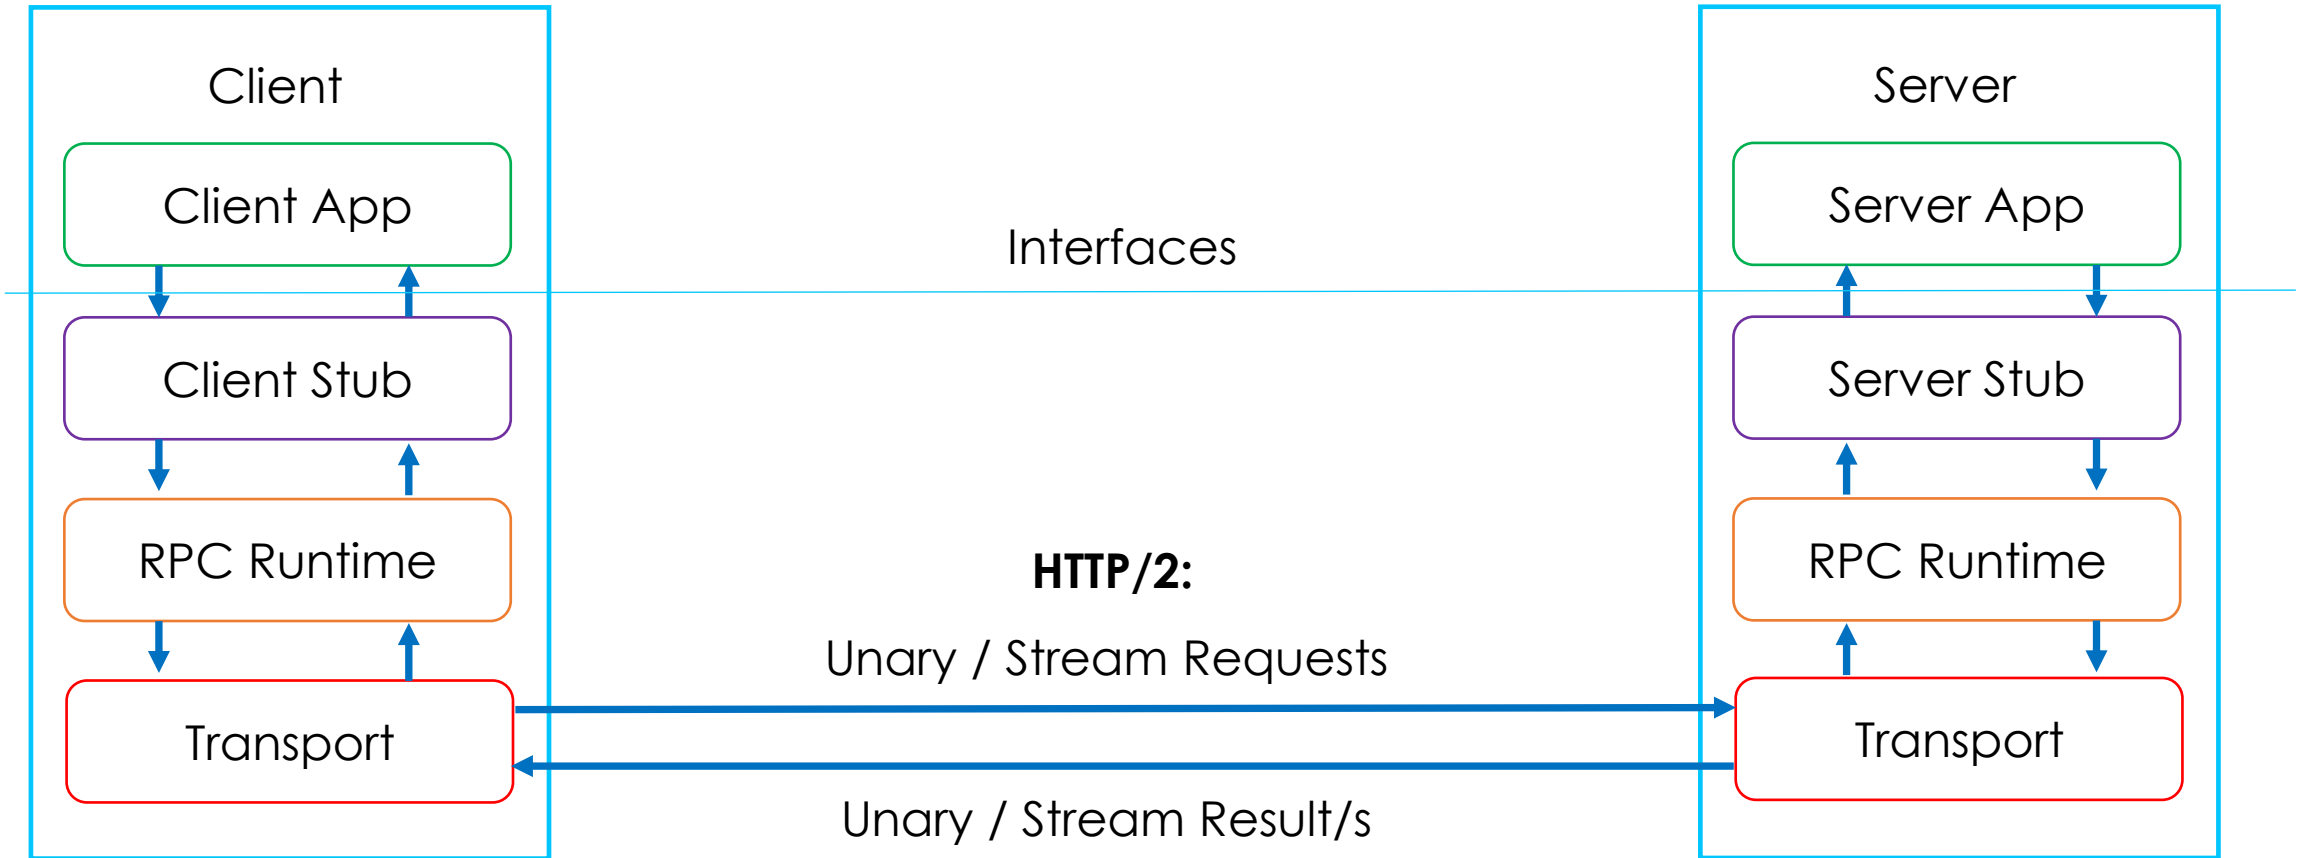 Client
Client App
Client Stub
RPC Runtime
Transport
Interfaces
HTTP/2:
Unary / Stream Requests
Unary / Stream Result/s
Server
Server App
Server Stub
RPC Runtime
Transport